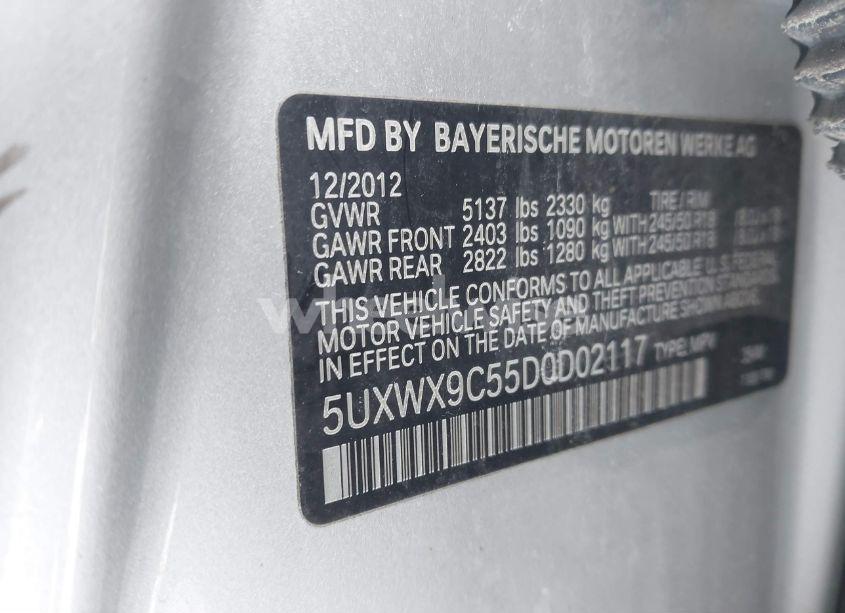 MFD BY BAYERISCHE MOTOREN WERKE AG
12/2012 TIRE / RIM
GVWR 5137 lbs 2330 kg
GAWR FRONT 2403 lbs 1090 kg WITH 245/50 R18
GAWR REAR 2822 lbs 1280 kg WITH 245/50 R18
THIS VEHICLE CONFORMS TO ALL APPLICABLE U. S. FEDERAL
MOTOR VEHICLE SAFETY AND THEFT PREVENTION STANDARDS
IN EFFECT ON THE DATE OF MANUFACTURE SHOWN ABOVE.
5UXWX9C55D0D02117 TYPE: MPV